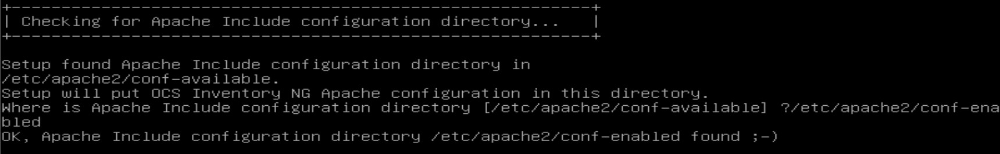 +----------------------------------------------------------+
| Checking for Apache Include configuration directory...   |
+----------------------------------------------------------+
Setup found Apache Include configuration directory in
/etc/apache2/conf-available.
Setup will put OCS Inventory NG Apache configuration in this directory.
Where is Apache Include configuration directory [/etc/apache2/conf-available] ?/etc/apache2/conf-ena
bled
OK, Apache Include configuration directory /etc/apache2/conf-enabled found ;-)